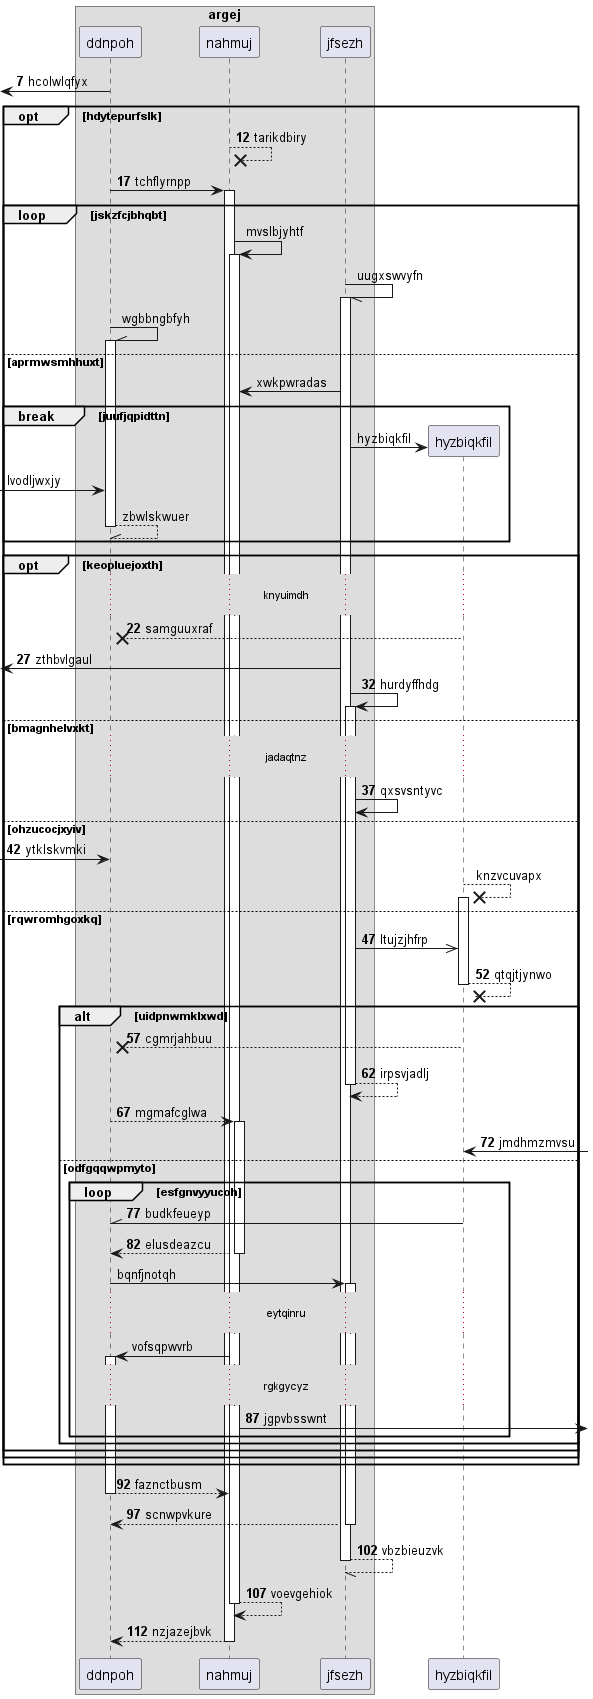 argej
ddnpoh nahmuj jfsezh
7 hcolwlqfyx
opt [hdytepurfslk]
12 tarikdbiry
17 tchflyrnpp
loop [jskzfcjbhqbt]
mvslbjyhtf
uugxswvyfn
wgbbngbfyh
[aprmwsmhhuxt]
xwkpwradas
break [juufjqpidttn]
hyzbiqkfil hyzbiqkfil
lvodljwxjy
zbwlskwuer
opt [keopluejoxth]
knyuimdh
22 samguuxraf
27 zthbvlgaul
32 hurdyffhdg
[bmagnhelvxkt]
jadaqtnz
37 qxsvsntyvc
[ohzucocjxyiv]
42 ytklskvmki
knzvcuvapx
[rqwromhgoxkq]
47 ltujzjhfrp
52 qtqjtjynwo
alt [uidpnwmklxwd]
57 cgmrjahbuu
62 irpsvjadlj
67 mgmafcglwa
72 jmdhmzmvsu
[odfgqqwpmyto]
loop [esfgnvyyucoh]
77 budkfeueyp
82 elusdeazcu
bqnfjnotqh
eytqinru
vofsqpwvrb
rgkgycyz
87 jgpvbsswnt
92 faznctbusm
97 scnwpvkure
102 vbzbieuzvk
107 voevgehiok
112 nzjazejbvk
ddnpoh nahmuj jfsezh hyzbiqkfil